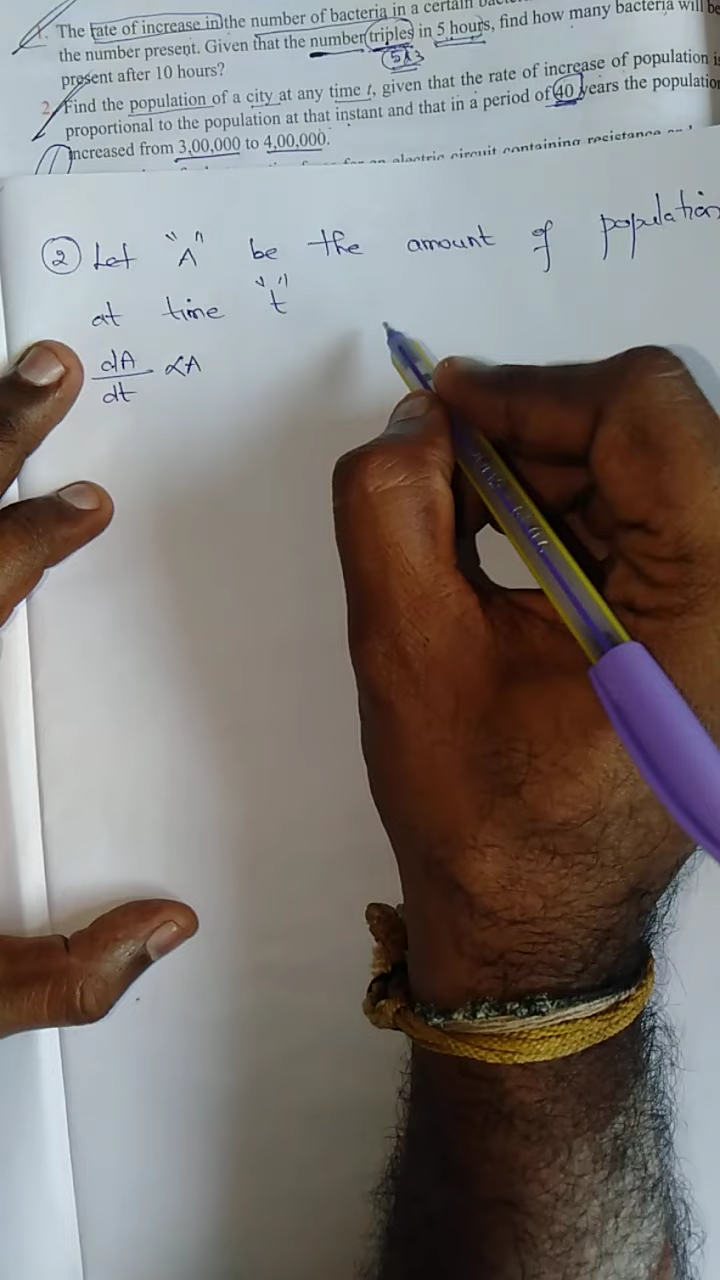 1. The rate of increase in the number of bacteria in a certain
the number present. Given that the number triples in 5 hours, find how many bacteria will be
5λ3
present after 10 hours?
2. Find the population of a city at any time t, given that the rate of increase of population
proportional to the population at that instant and that in a period of 40 years the population
increased from 3,00,000 to 4,00,000.
electric circuit containing resistance
② Let "A" be the amount of population
at time "t"
dA/dt ∝A